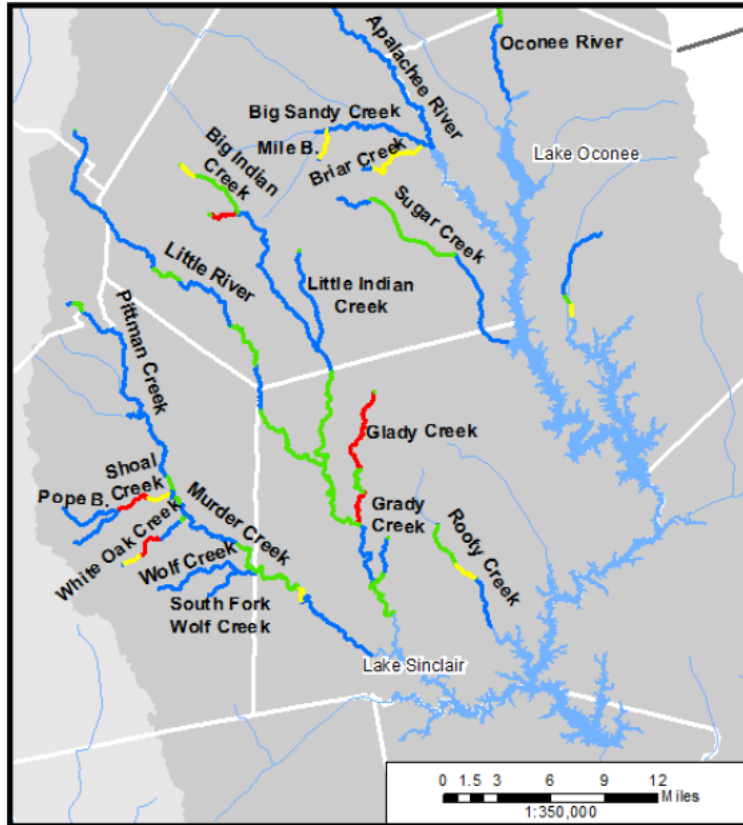 Apalachee River
Oconee River
Big Sandy Creek
Mile B.
Briar Creek
Lake Oconee
Big Indian
Creek
Sugar Creek
Little River
Little Indian
Creek
Pittman Creek
Glady Creek
Shoal
Creek
Pope B.
Murder Creek
Grady
Creek
Rooty Creek
White Oak Creek
Wolf Creek
South Fork
Wolf Creek
Lake Sinclair
0 1.5 3 6 9 12
Miles
1:350,000